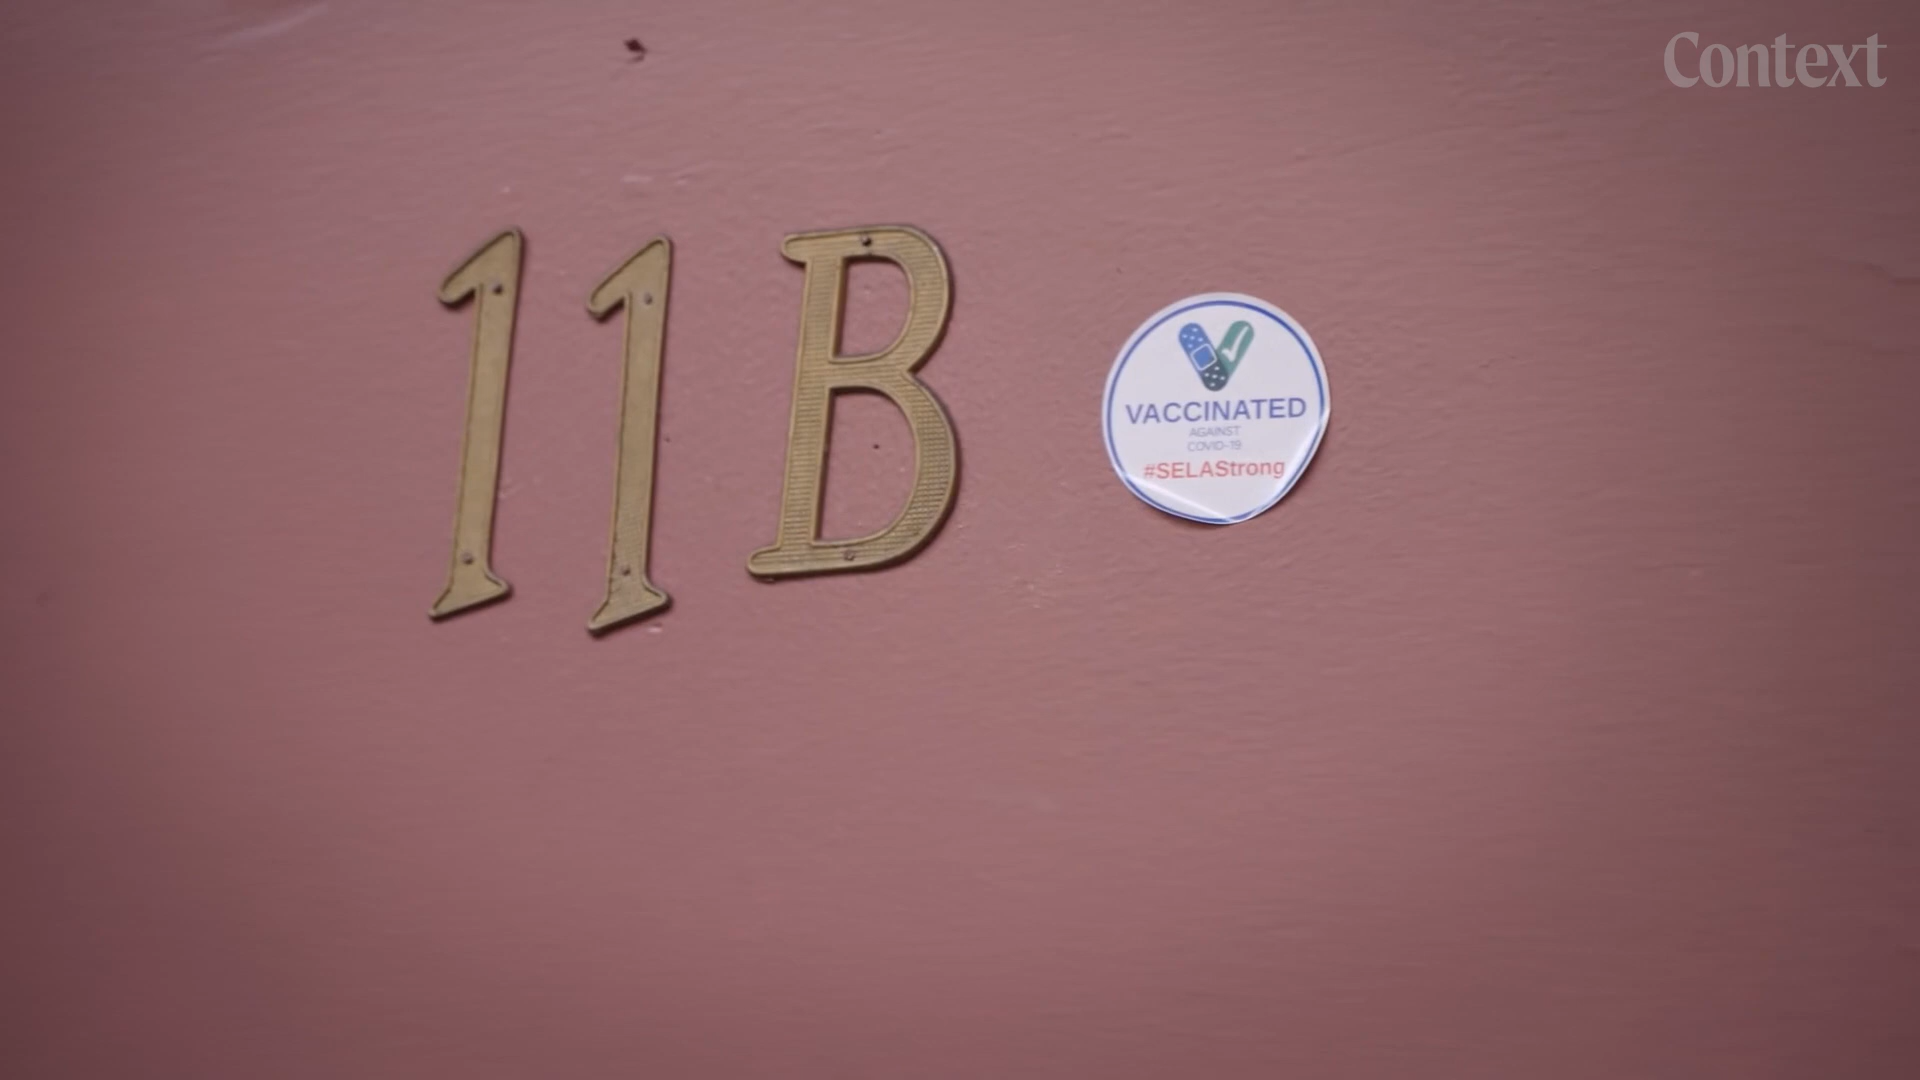 Context
11B
VACCINATED
AGAINST
COVID-19
#SELAStrong